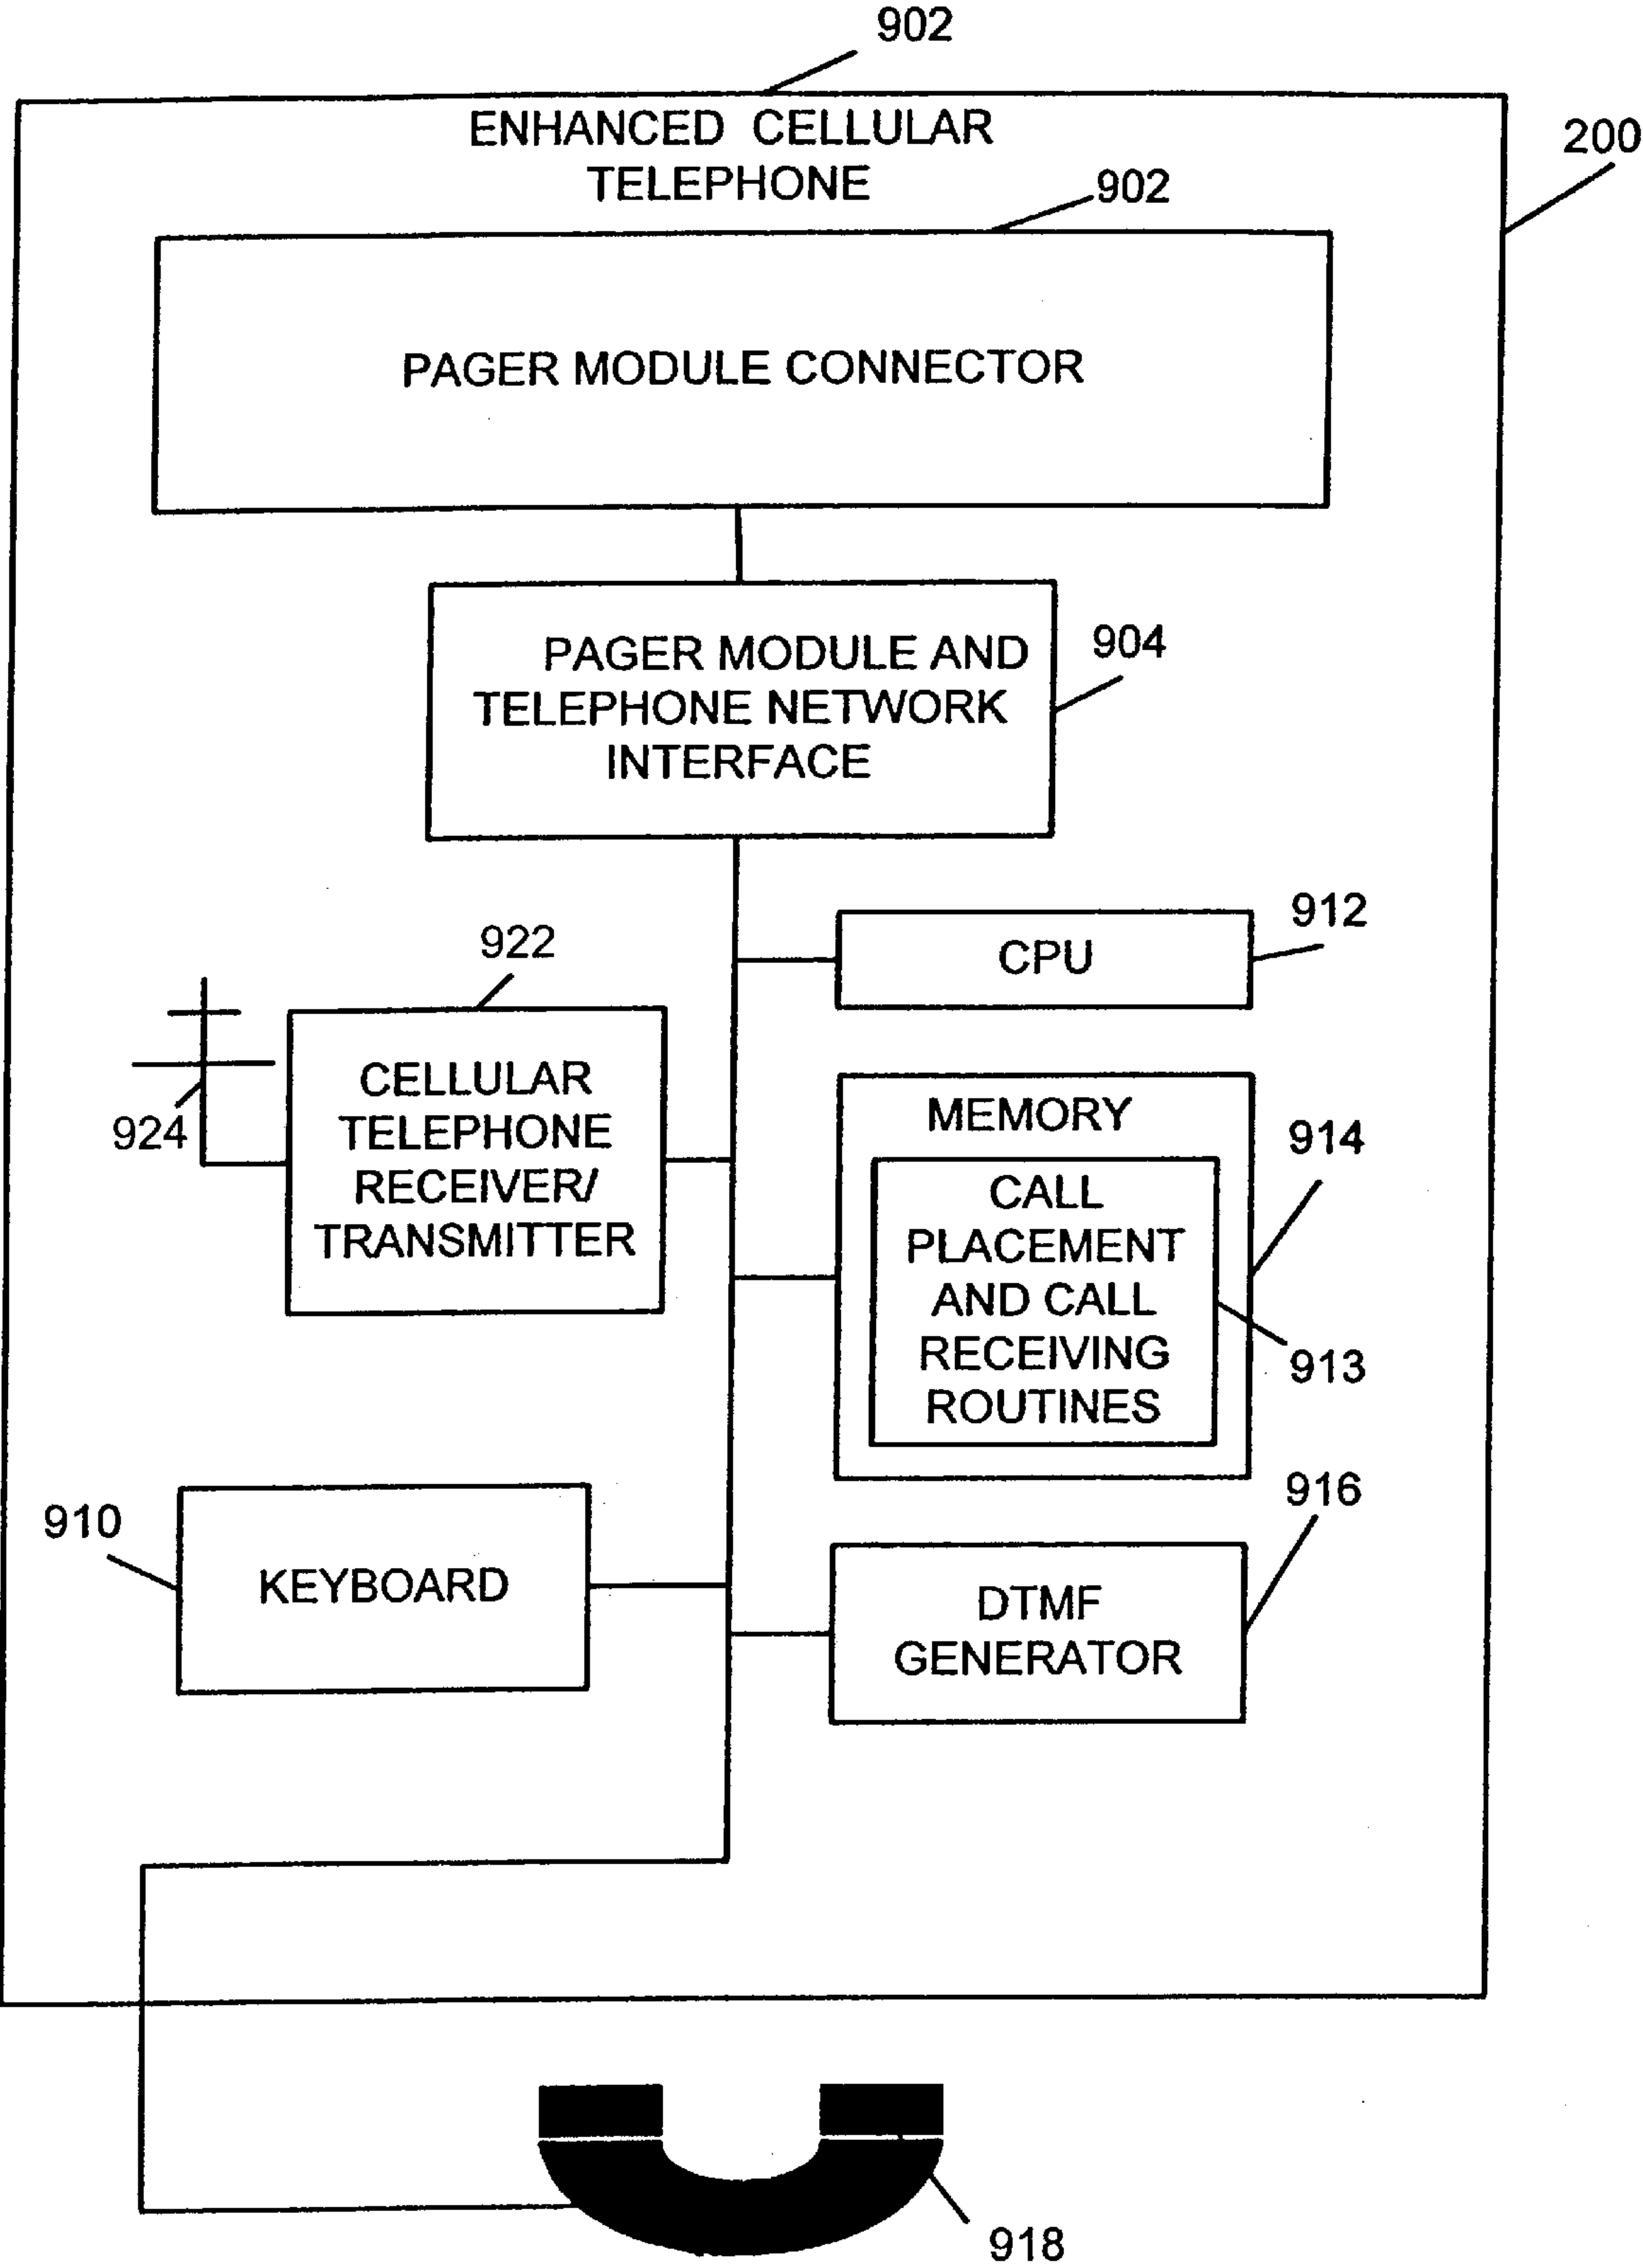 902
ENHANCED CELLULAR
TELEPHONE
200
902
PAGER MODULE CONNECTOR
PAGER MODULE AND
TELEPHONE NETWORK
INTERFACE
904
912
CPU
922
CELLULAR
TELEPHONE
RECEIVER/
TRANSMITTER
924
MEMORY
914
CALL
PLACEMENT
AND CALL
RECEIVING
ROUTINES
913
910
KEYBOARD
916
DTMF
GENERATOR
918